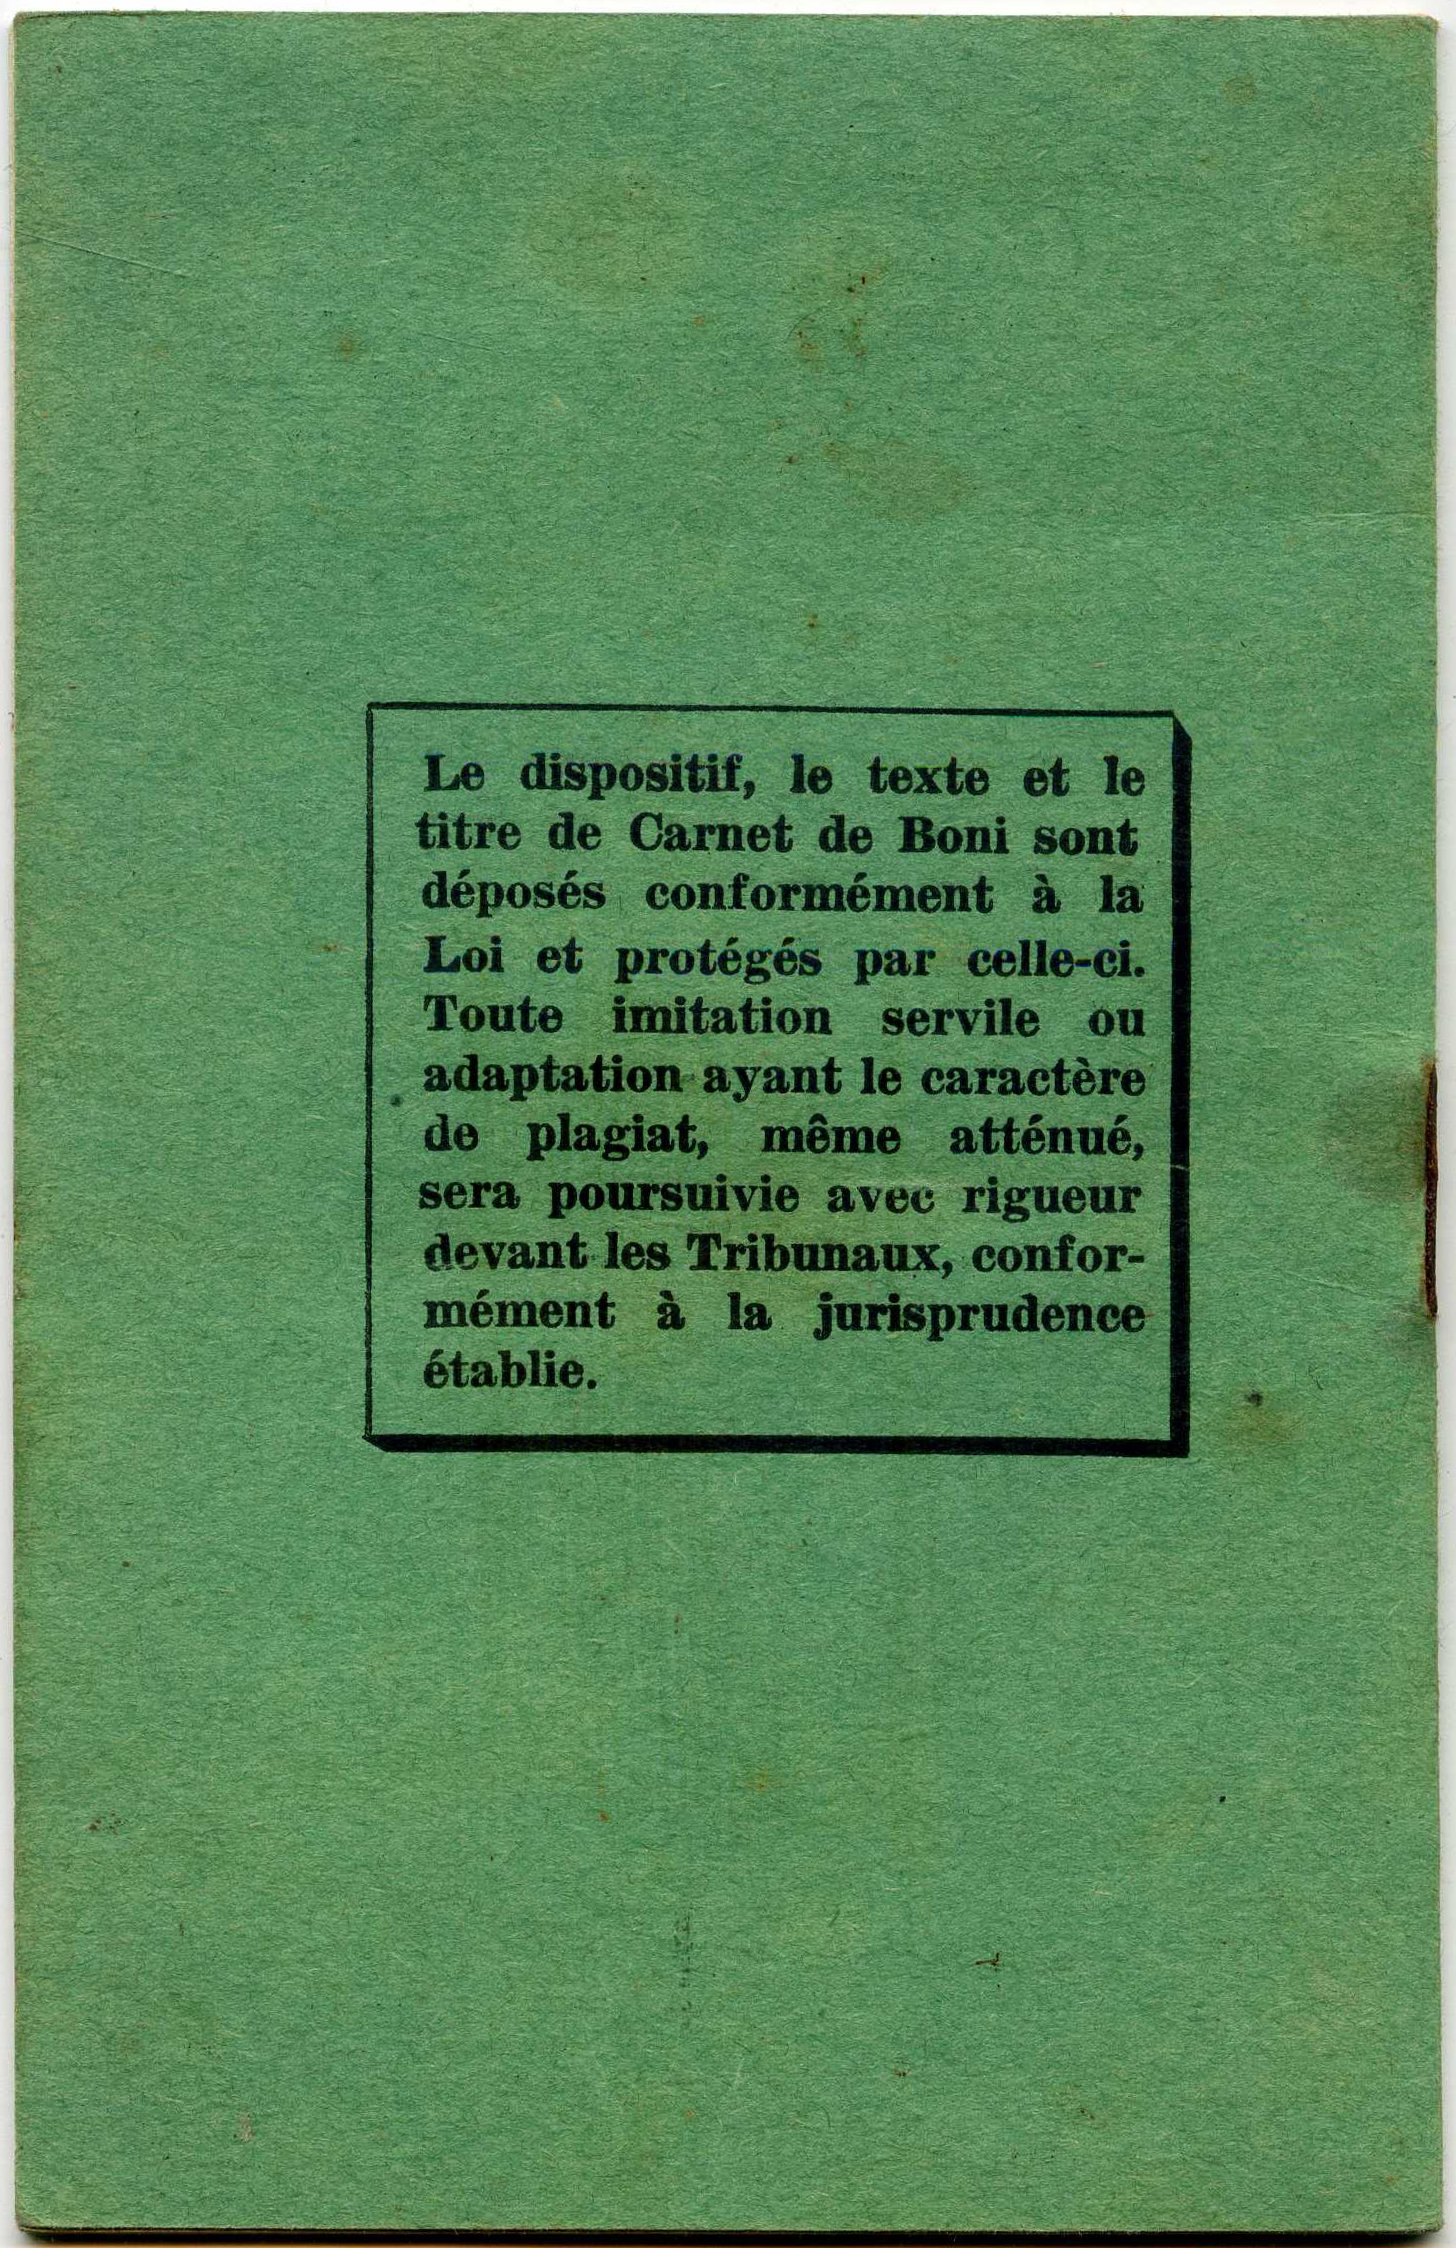 Le dispositif, le texte et le
titre de Carnet de Boni sont
déposés conformément à la
Loi et protégés par celle-ci.
Toute imitation servile ou
adaptation ayant le caractère
de plagiat, même atténué,
sera poursuivie avec rigueur
devant les Tribunaux, confor-
mément à la jurisprudence
établie.